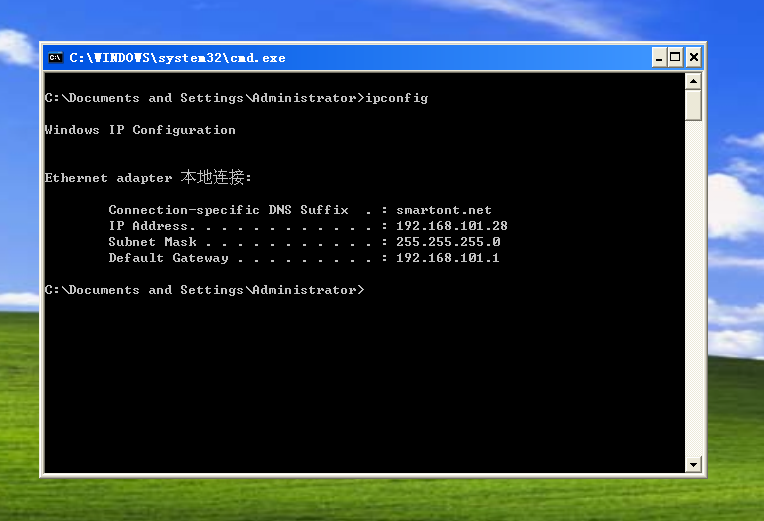 C:\WINDOWS\system32\cmd.exe
C:\Documents and Settings\Administrator>ipconfig
Windows IP Configuration
Ethernet adapter 本地连接:
Connection-specific DNS Suffix  . : smartont.net
IP Address. . . . . . . . . . . . : 192.168.101.28
Subnet Mask . . . . . . . . . . . : 255.255.255.0
Default Gateway . . . . . . . . . : 192.168.101.1
C:\Documents and Settings\Administrator>